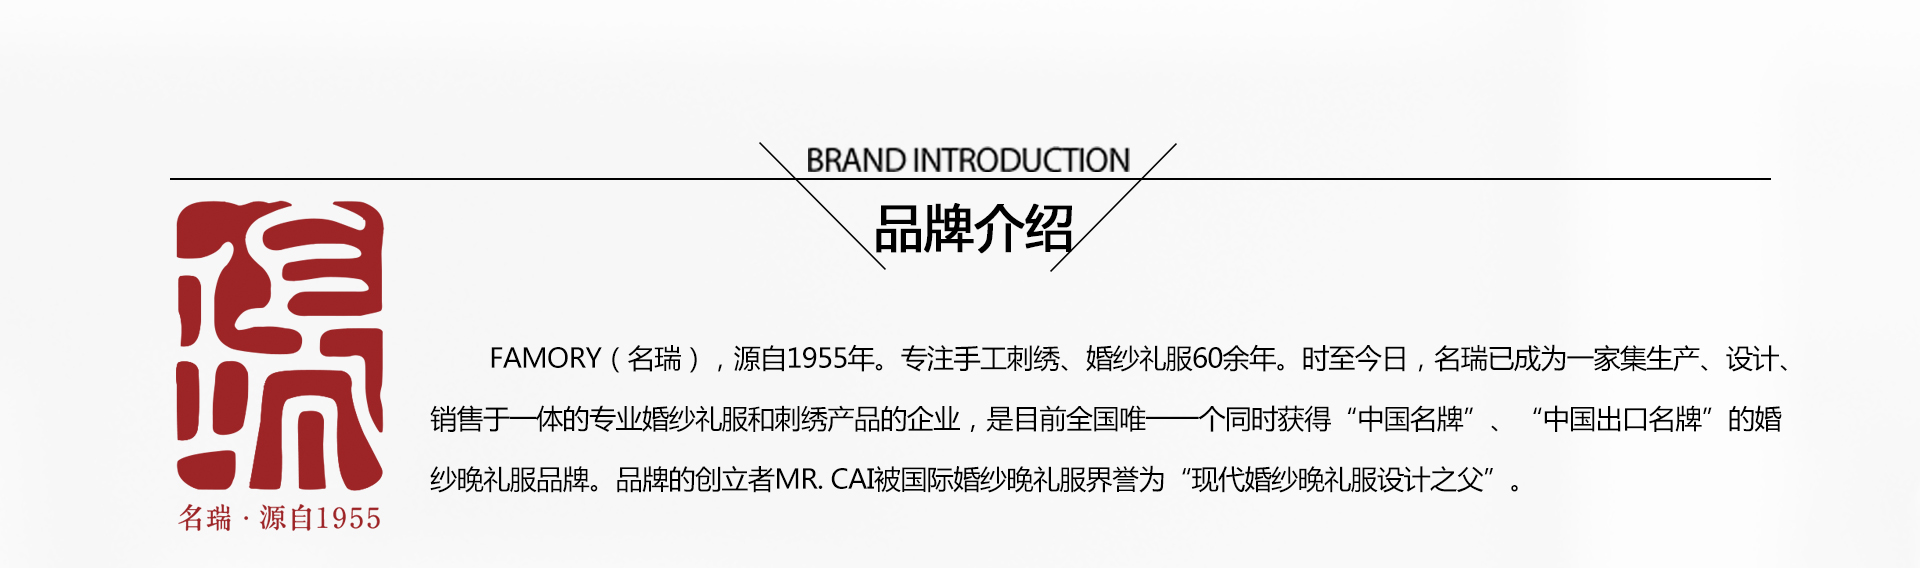 BRAND INTRODUCTION
品牌介绍
FAMORY（名瑞），源自1955年。专注手工刺绣、婚纱礼服60余年。时至今日，名瑞已成为一家集生产、设计、
销售于一体的专业婚纱礼服和刺绣产品的企业，是目前全国唯一一个同时获得“中国名牌”、“中国出口名牌”的婚
纱晚礼服品牌。品牌的创立者MR. CAI被国际婚纱晚礼服界誉为“现代婚纱晚礼服设计之父”。
名瑞·源自1955